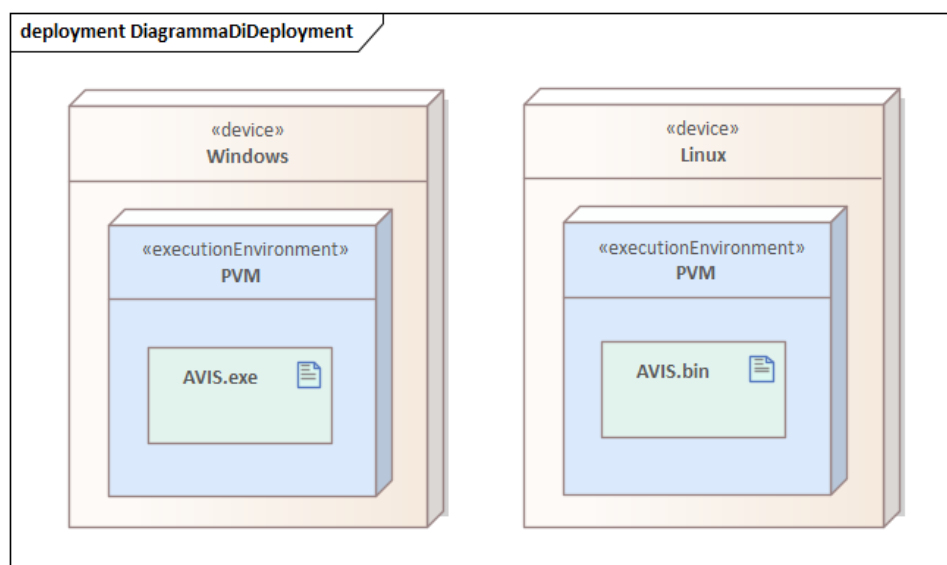 deployment DiagrammaDiDeployment
«device»
Windows
«executionEnvironment»
PVM
AVIS.exe
«device»
Linux
«executionEnvironment»
PVM
AVIS.bin